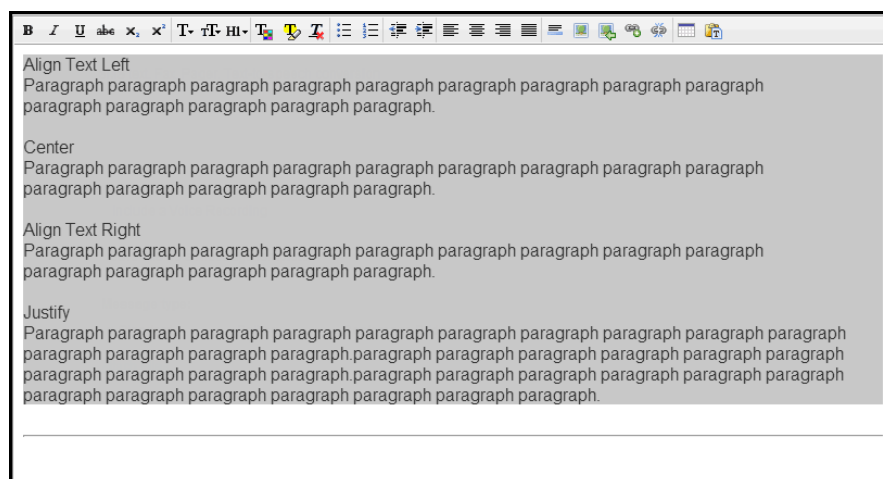 B I U abc x, x² T rT H1 T T T
Align Text Left
Paragraph paragraph paragraph paragraph paragraph paragraph paragraph paragraph paragraph
paragraph paragraph paragraph paragraph paragraph.
Center
Paragraph paragraph paragraph paragraph paragraph paragraph paragraph paragraph paragraph
paragraph paragraph paragraph paragraph paragraph.
Align Text Right
Paragraph paragraph paragraph paragraph paragraph paragraph paragraph paragraph paragraph
paragraph paragraph paragraph paragraph paragraph.
Justify
Paragraph paragraph paragraph paragraph paragraph paragraph paragraph paragraph paragraph paragraph
paragraph paragraph paragraph paragraph.paragraph paragraph paragraph paragraph paragraph paragraph
paragraph paragraph paragraph paragraph.paragraph paragraph paragraph paragraph paragraph paragraph
paragraph paragraph paragraph paragraph paragraph paragraph paragraph.